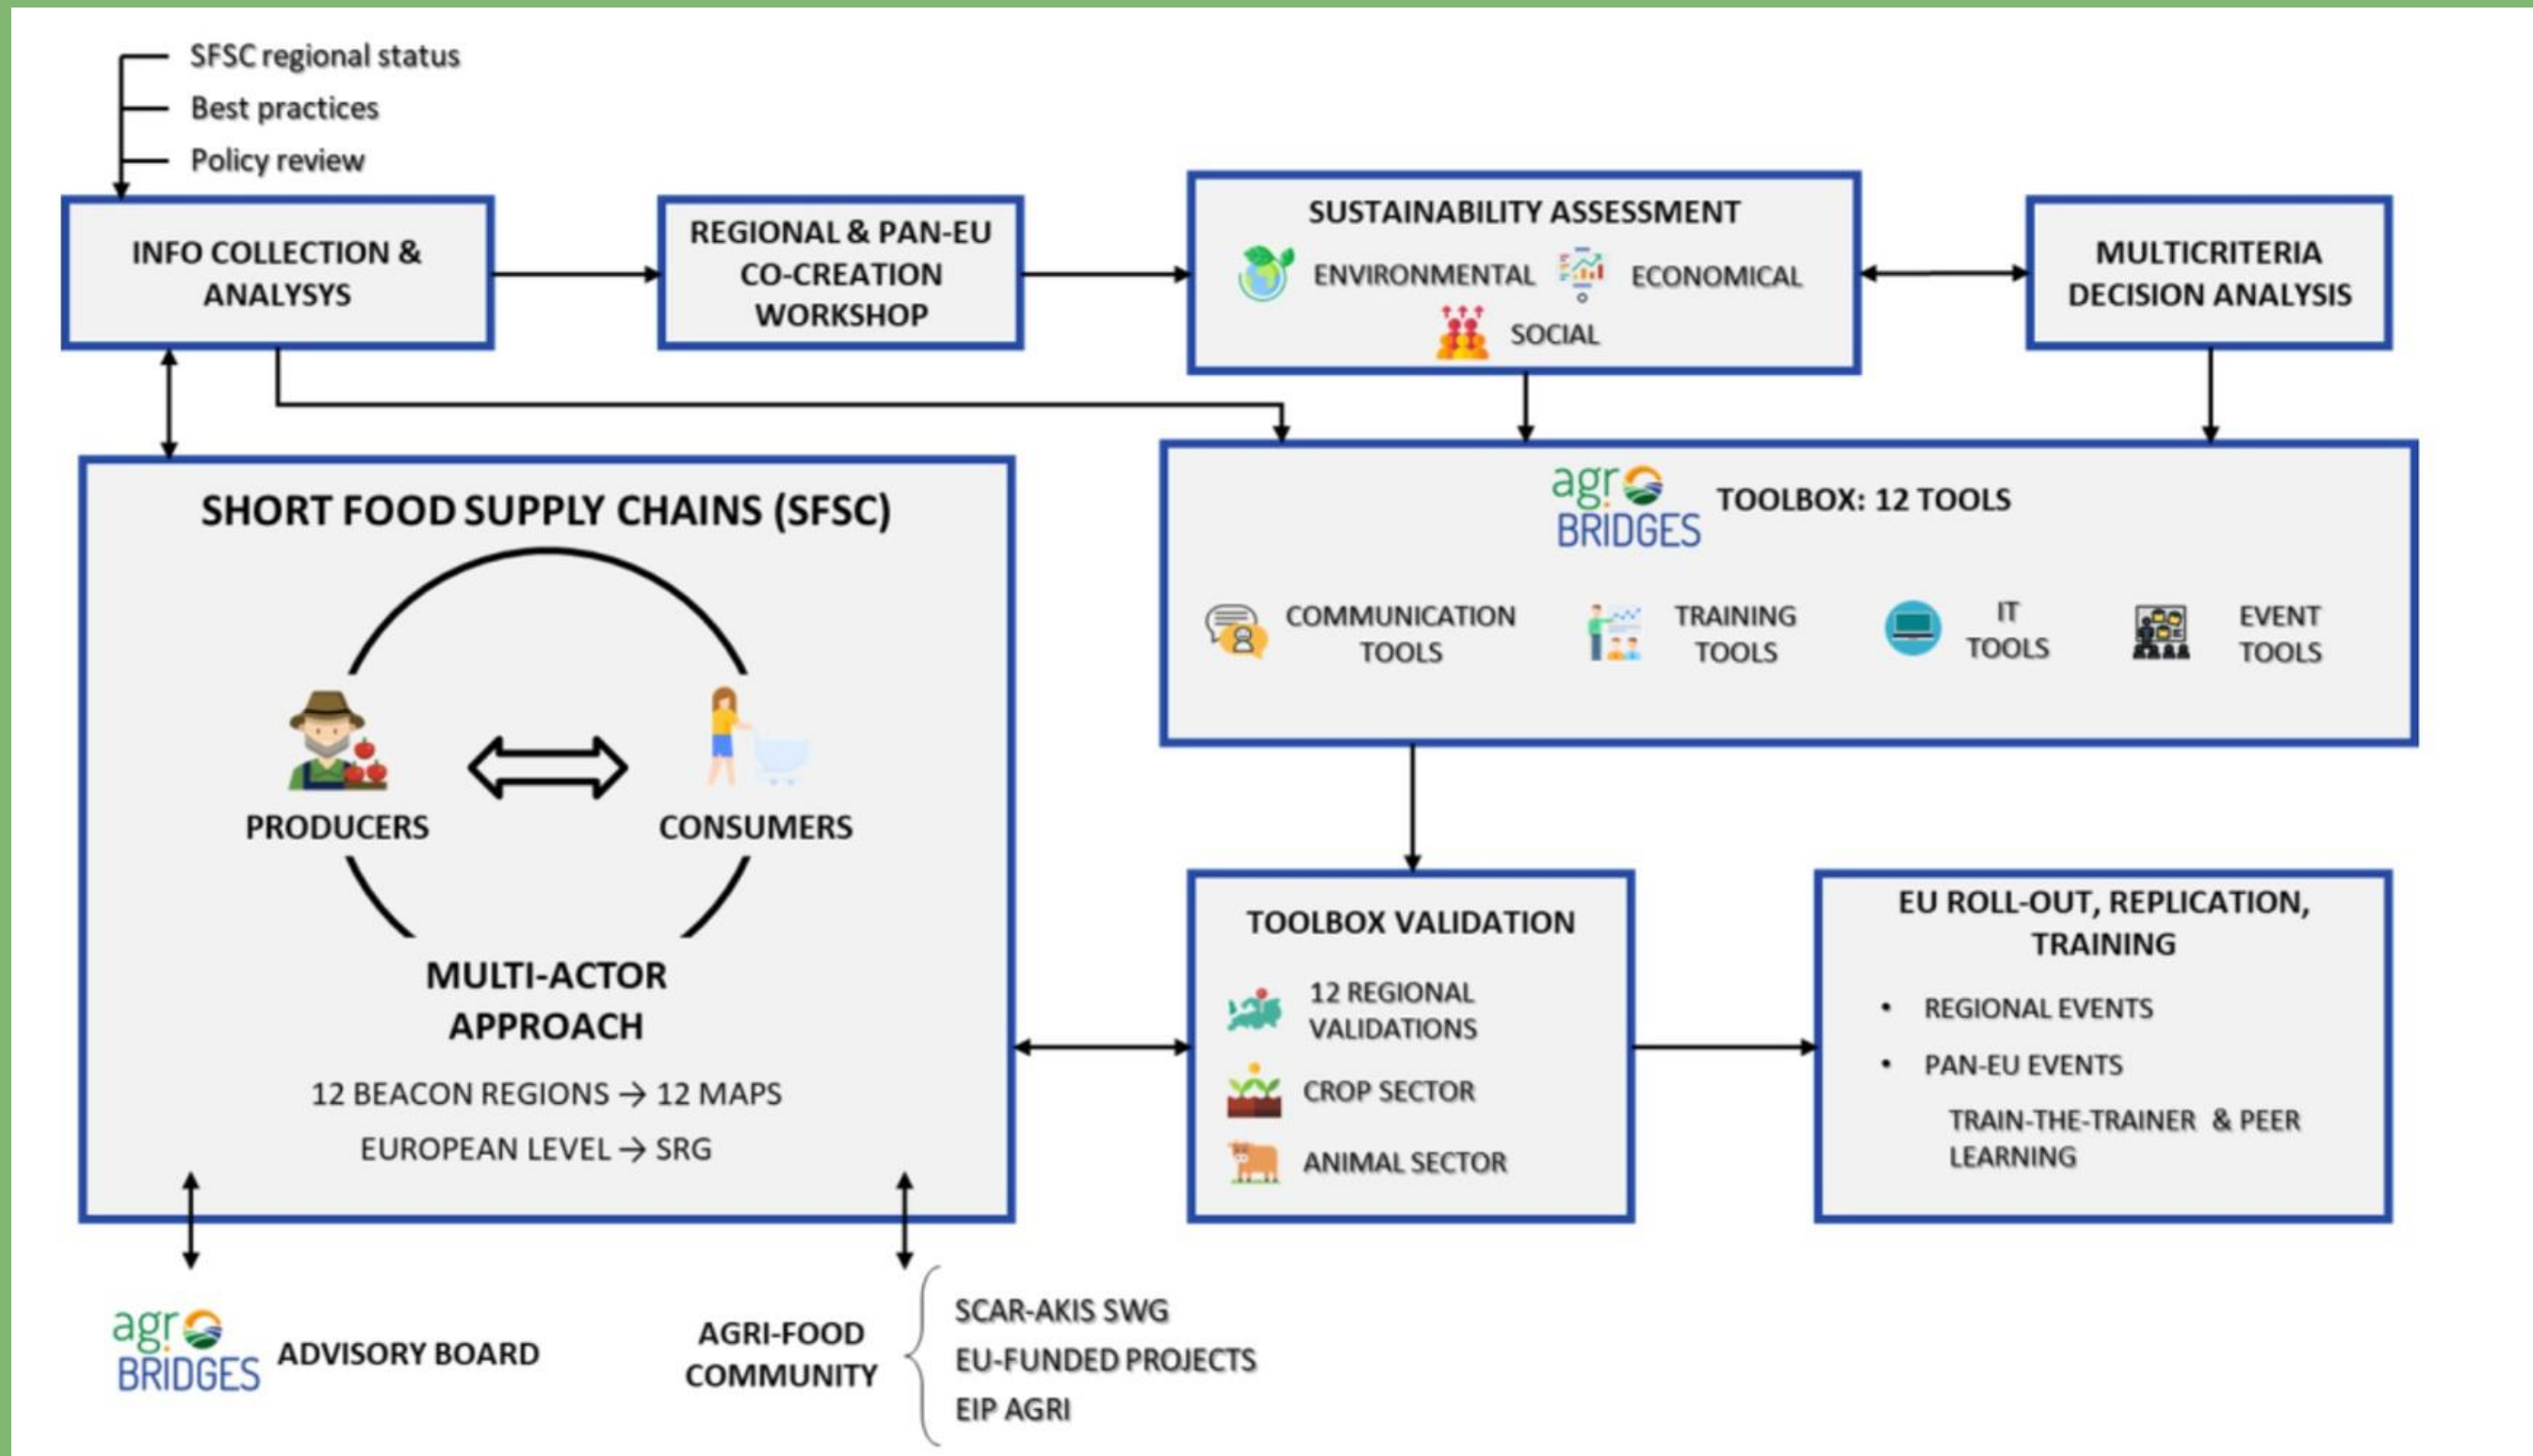 SFSC regional status
Best practices
Policy review
INFO COLLECTION &
ANALYSYS
REGIONAL & PAN-EU
CO-CREATION
WORKSHOP
SUSTAINABILITY ASSESSMENT
ENVIRONMENTAL
ECONOMICAL
SOCIAL
MULTICRITERIA
DECISION ANALYSIS
SHORT FOOD SUPPLY CHAINS (SFSC)
PRODUCERS
CONSUMERS
MULTI-ACTOR
APPROACH
12 BEACON REGIONS → 12 MAPS
EUROPEAN LEVEL → SRG
agro
BRIDGES
TOOLBOX: 12 TOOLS
COMMUNICATION
TOOLS
TRAINING
TOOLS
IT
TOOLS
EVENT
TOOLS
TOOLBOX VALIDATION
12 REGIONAL
VALIDATIONS
CROP SECTOR
ANIMAL SECTOR
EU ROLL-OUT, REPLICATION,
TRAINING
• REGIONAL EVENTS
• PAN-EU EVENTS
TRAIN-THE-TRAINER & PEER
LEARNING
agro
BRIDGES
ADVISORY BOARD
AGRI-FOOD
COMMUNITY
SCAR-AKIS SWG
EU-FUNDED PROJECTS
EIP AGRI